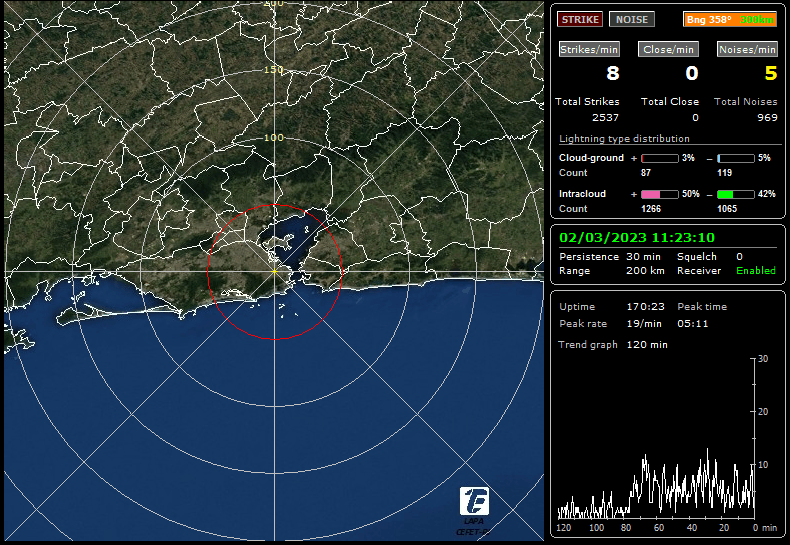 200
150
100
LAPA
STRIKE NOISE Bng 358°
Strikes/min Close/min Noises/min
8 0 5
Total Strikes Total Close Total Noises
2537 0 969
Lightning type distribution
Cloud-ground + 3% – 5%
Count 87 119
Intracloud + 50% – 42%
Count 1266 1065
02/03/2023 11:23:10
Persistence 30 min Squelch 0
Range 200 km Receiver Enabled
Uptime 170:23 Peak time
Peak rate 19/min 05:11
Trend graph 120 min
30
20
10
120 100 80 60 40 20 0 min